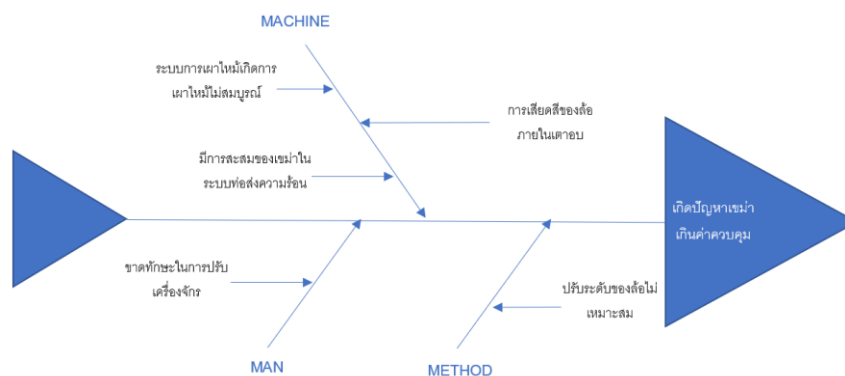 MACHINE
ระบบการเผาไหม้เกิดการ
เผาไหม้ไม่สมบูรณ์
การเสียดสีของล้อ
ภายในเตาอบ
มีการสะสมของเขม่าใน
ระบบท่อส่งความร้อน
เกิดปัญหาเขม่า
เกินค่าควบคุม
ขาดทักษะในการปรับ
เครื่องจักร
ปรับระดับของล้อไม่
เหมาะสม
MAN
METHOD